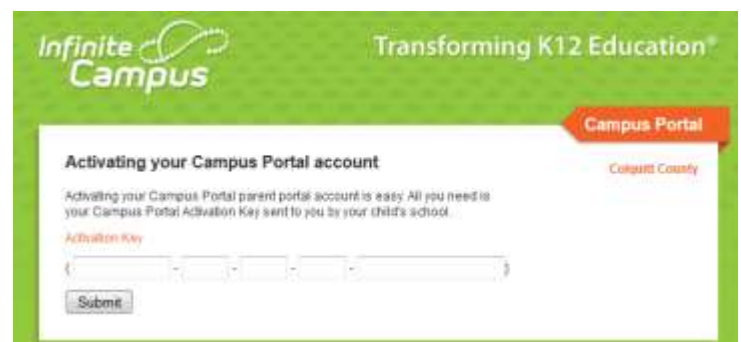 Infinite
Campus
Transforming K12 Education®
Campus Portal
Activating your Campus Portal account
Colquitt County
Activating your Campus Portal parent portal account is easy. All you need is
your Campus Portal Activation Key sent to you by your child's school.
Activation Key
( - - - - )
Submit